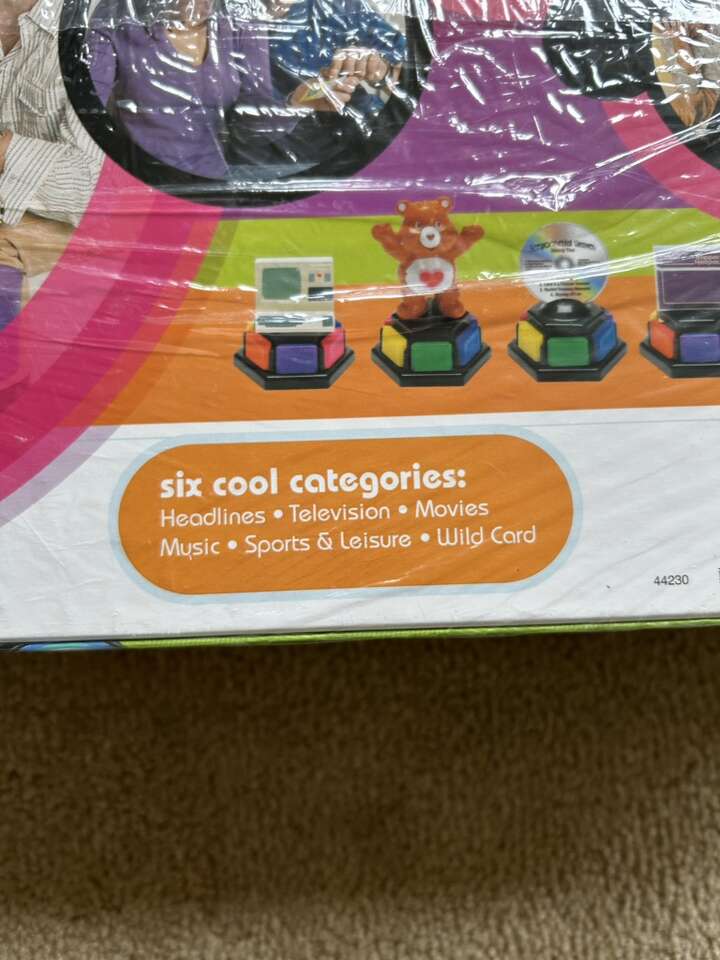 six cool categories:
Headlines • Television • Movies
Music • Sports & Leisure • Wild Card
44230